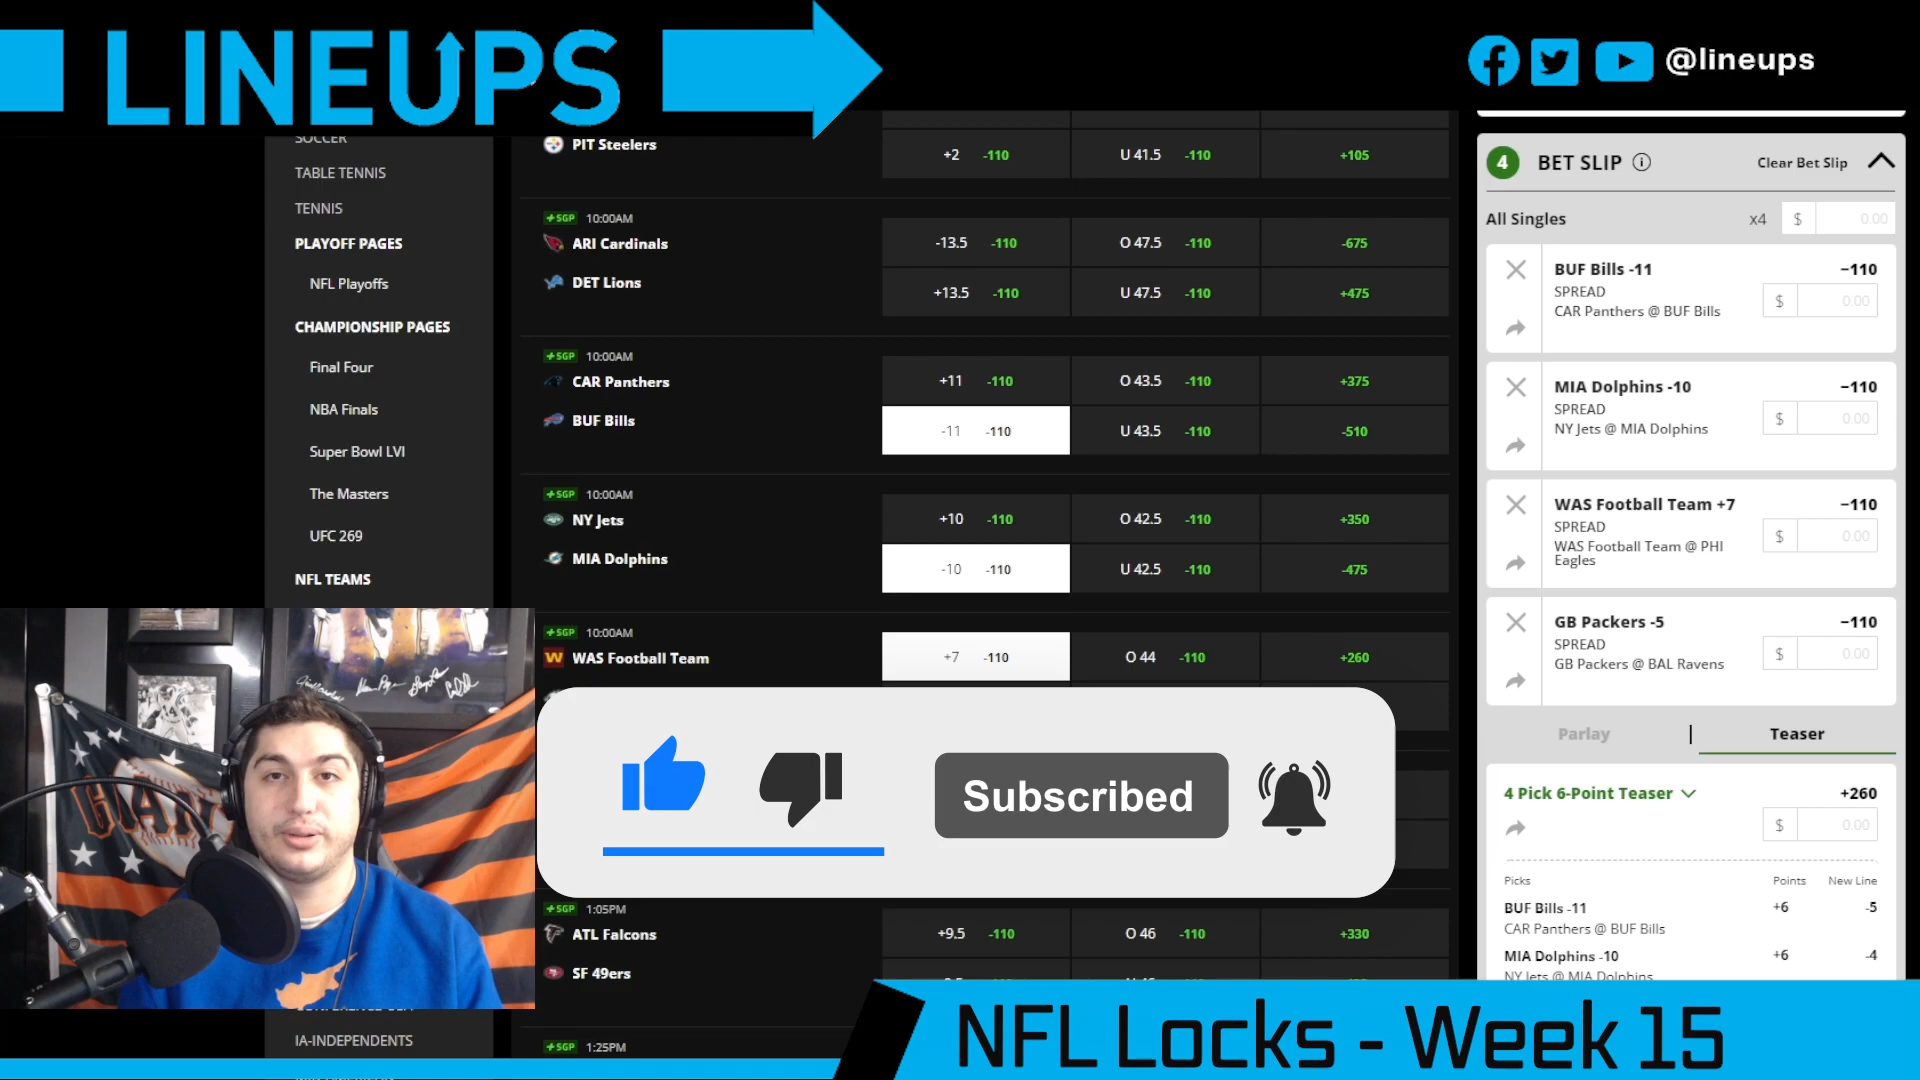 LINEUPS
@lineups
SOCCER
TABLE TENNIS
TENNIS
PLAYOFF PAGES
NFL Playoffs
CHAMPIONSHIP PAGES
Final Four
NBA Finals
Super Bowl LVI
The Masters
UFC 269
NFL TEAMS
IA-INDEPENDENTS
PIT Steelers
+2 -110 U 41.5 -110 +105
+SGP 10:00AM
ARI Cardinals
-13.5 -110 O 47.5 -110 -675
DET Lions
+13.5 -110 U 47.5 -110 +475
+SGP 10:00AM
CAR Panthers
+11 -110 O 43.5 -110 +375
BUF Bills
-11 -110 U 43.5 -110 -510
+SGP 10:00AM
NY Jets
+10 -110 O 42.5 -110 +350
MIA Dolphins
-10 -110 U 42.5 -110 -475
+SGP 10:00AM
W WAS Football Team
+7 -110 O 44 -110 +260
Subscribed
+SGP 1:05PM
ATL Falcons
+9.5 -110 O 46 -110 +330
SF 49ers
+SGP 1:25PM
4 BET SLIP Clear Bet Slip
All Singles x4 $ 0.00
BUF Bills -11 −110
SPREAD
CAR Panthers @ BUF Bills
$ 0.00
MIA Dolphins -10 −110
SPREAD
NY Jets @ MIA Dolphins
$ 0.00
WAS Football Team +7 −110
SPREAD
WAS Football Team @ PHI
Eagles
$ 0.00
GB Packers -5 −110
SPREAD
GB Packers @ BAL Ravens
$ 0.00
Parlay | Teaser
4 Pick 6-Point Teaser +260
$ 0.00
Picks Points New Line
BUF Bills -11 +6 -5
CAR Panthers @ BUF Bills
MIA Dolphins -10 +6 -4
NY Jets @ MIA Dolphins
NFL Locks - Week 15